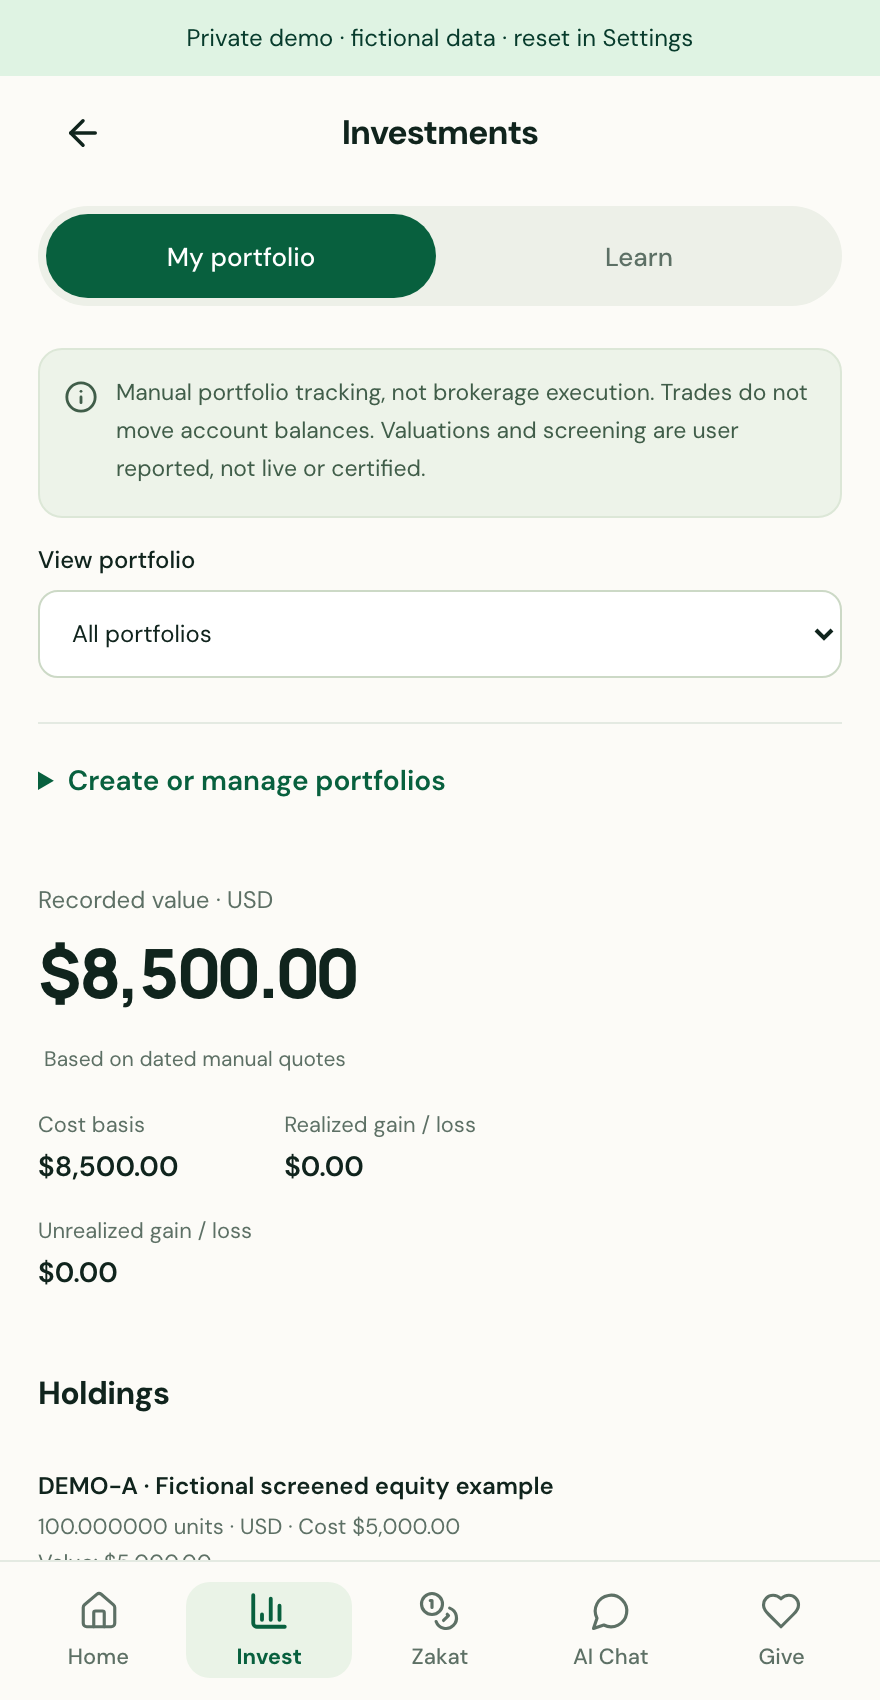 Private demo · fictional data · reset in Settings
Investments
My portfolio
Learn
Manual portfolio tracking, not brokerage execution. Trades do not
move account balances. Valuations and screening are user
reported, not live or certified.
View portfolio
All portfolios
Create or manage portfolios
Recorded value · USD
$8,500.00
Based on dated manual quotes
Cost basis
Realized gain / loss
$8,500.00
$0.00
Unrealized gain / loss
$0.00
Holdings
DEMO-A · Fictional screened equity example
100.000000 units · USD · Cost $5,000.00
Value: $5,000.00
Home
Invest
Zakat
AI Chat
Give